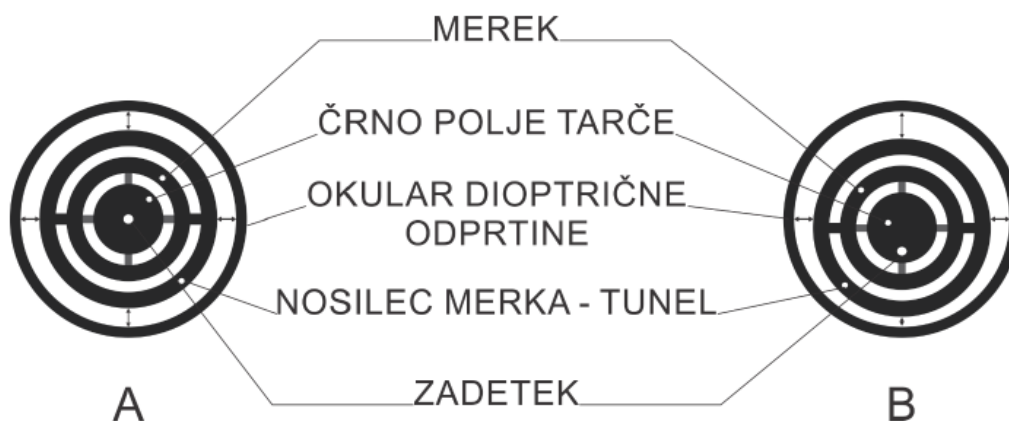 MEREK
ČRNO POLJE TARČE
OKULAR DIOPTRIČNE
ODPRTINE
NOSILEC MERKA - TUNEL
ZADETEK
A
B